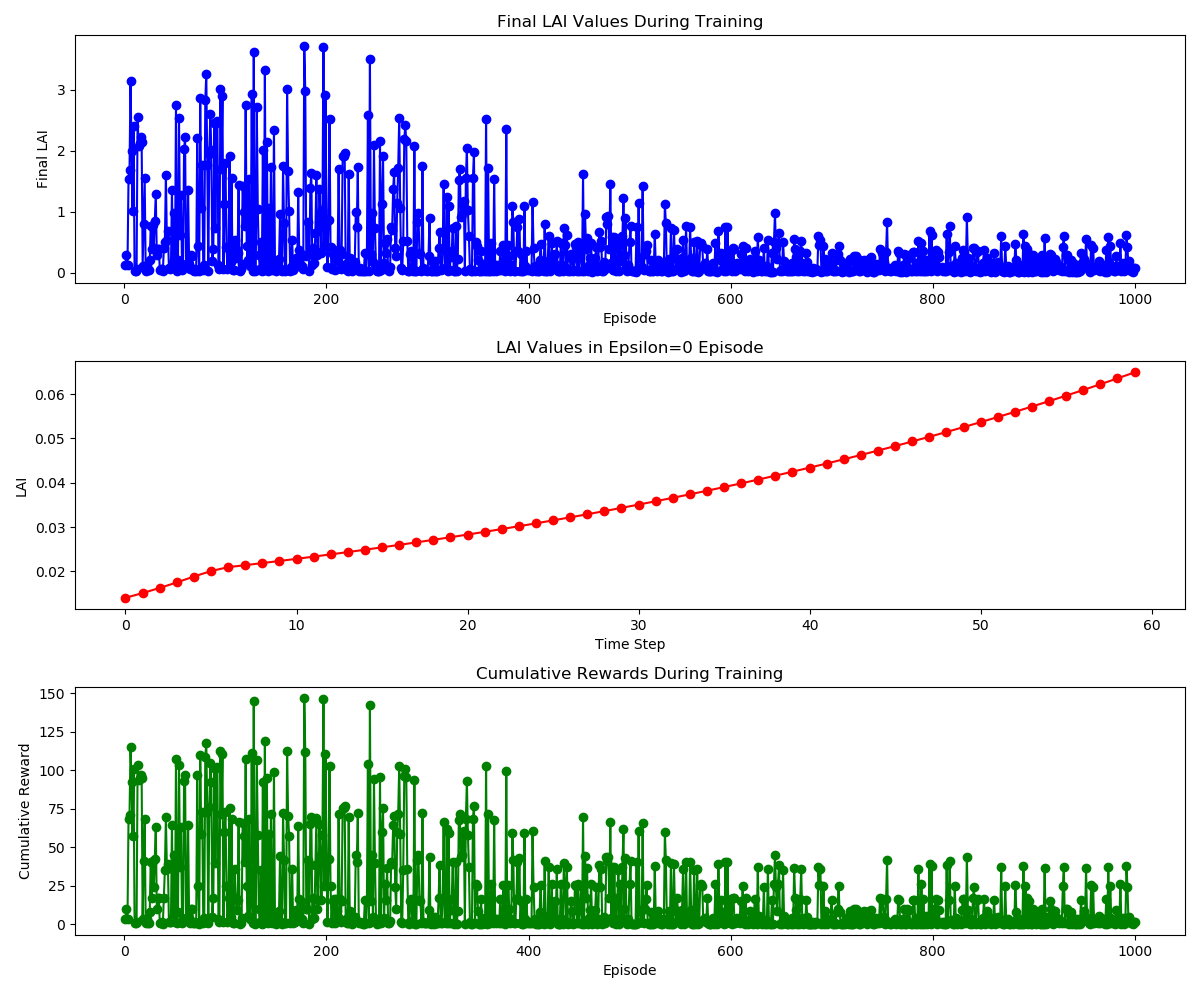 Final LAI Values During Training
Final LAI
3
2
1
0
0 200 400 600 800 1000
Episode
LAI Values in Epsilon=0 Episode
LAI
0.06
0.05
0.04
0.03
0.02
0 10 20 30 40 50 60
Time Step
Cumulative Rewards During Training
Cumulative Reward
150
125
100
75
50
25
0
0 200 400 600 800 1000
Episode